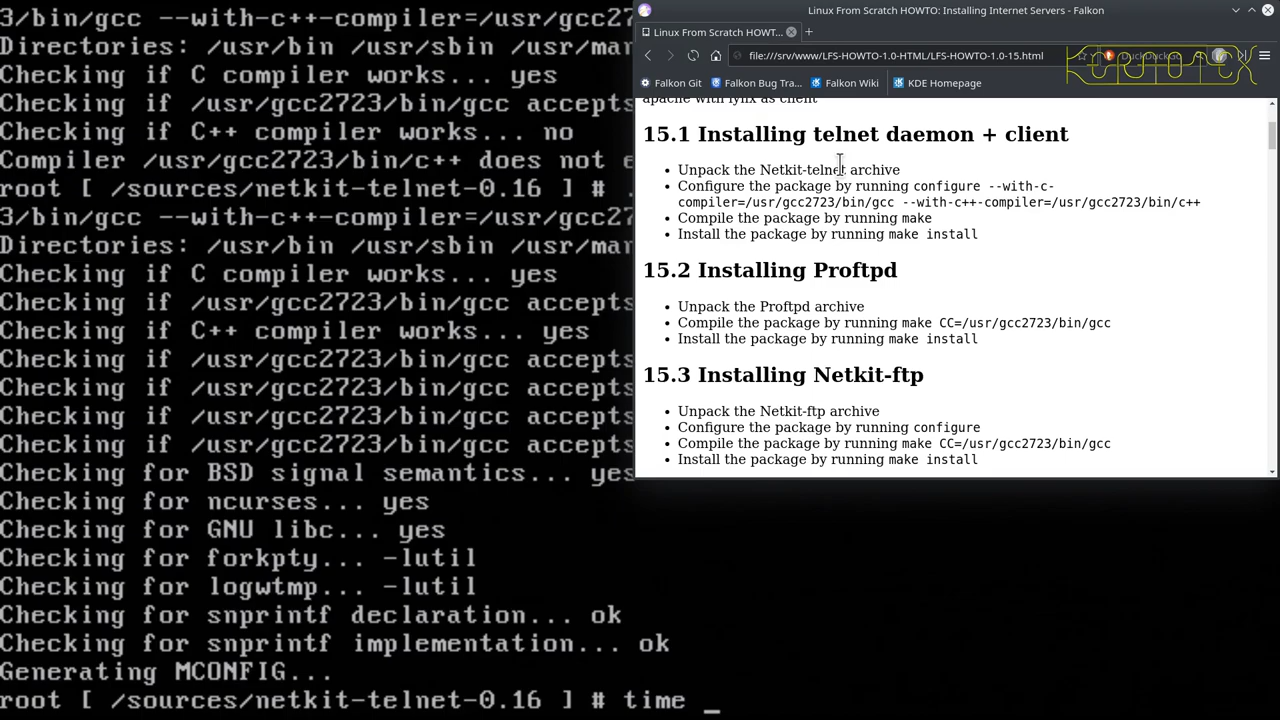 3/bin/gcc --with-c++-compiler=/usr/gcc27
Directories: /usr/bin /usr/sbin /usr/man
Checking if C compiler works... yes
Checking if /usr/gcc2723/bin/gcc accepts
Checking if C++ compiler works... no
Compiler /usr/gcc2723/bin/c++ does not e
root [ /sources/netkit-telnet-0.16 ] # .
3/bin/gcc --with-c++-compiler=/usr/gcc27
Directories: /usr/bin /usr/sbin /usr/man
Checking if C compiler works... yes
Checking if /usr/gcc2723/bin/gcc accepts
Checking if C++ compiler works... yes
Checking if /usr/gcc2723/bin/gcc accepts
Checking if /usr/gcc2723/bin/gcc accepts
Checking if /usr/gcc2723/bin/gcc accepts
Checking if /usr/gcc2723/bin/gcc accepts
Checking for BSD signal semantics... yes
Checking for ncurses... yes
Checking for GNU libc... yes
Checking for forkpty... -lutil
Checking for logwtmp... -lutil
Checking for snprintf declaration... ok
Checking for snprintf implementation... ok
Generating MCONFIG...
root [ /sources/netkit-telnet-0.16 ] # time _
Linux From Scratch HOWTO: Installing Internet Servers - Falkon
Linux From Scratch HOWT...
file:///srv/www/LFS-HOWTO-1.0-HTML/LFS-HOWTO-1.0-15.html
Falkon Git Falkon Bug Tra... Falkon Wiki KDE Homepage
apache with lynx as client
15.1 Installing telnet daemon + client
• Unpack the Netkit-telnet archive
• Configure the package by running configure --with-c-
compiler=/usr/gcc2723/bin/gcc --with-c++-compiler=/usr/gcc2723/bin/c++
• Compile the package by running make
• Install the package by running make install
15.2 Installing Proftpd
• Unpack the Proftpd archive
• Compile the package by running make CC=/usr/gcc2723/bin/gcc
• Install the package by running make install
15.3 Installing Netkit-ftp
• Unpack the Netkit-ftp archive
• Configure the package by running configure
• Compile the package by running make CC=/usr/gcc2723/bin/gcc
• Install the package by running make install